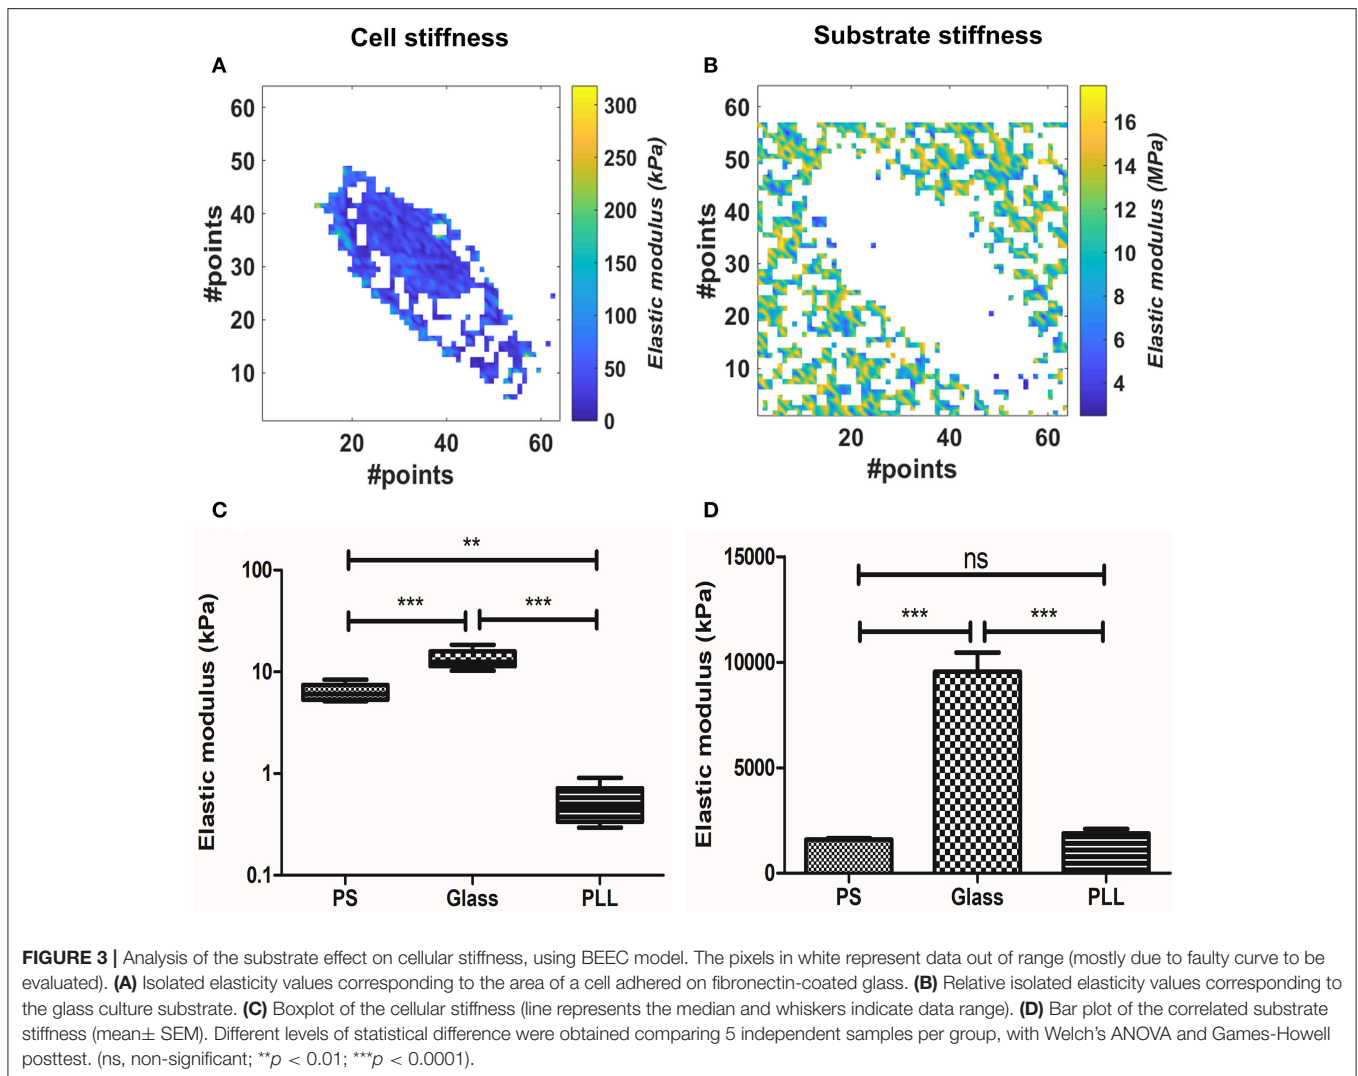 Cell stiffness
Substrate stiffness
A
B
60
50
40
30
20
10
20 40 60
#points
#points
300
250
200
150
100
50
0
Elastic modulus (kPa)
60
50
40
30
20
10
20 40 60
#points
#points
16
14
12
10
8
6
4
Elastic modulus (MPa)
C
D
100
10
1
0.1
Elastic modulus (kPa)
**
***
***
PS Glass PLL
15000
10000
5000
0
Elastic modulus (kPa)
ns
***
***
PS Glass PLL
FIGURE 3 | Analysis of the substrate effect on cellular stiffness, using BEEC model. The pixels in white represent data out of range (mostly due to faulty curve to be
evaluated). (A) Isolated elasticity values corresponding to the area of a cell adhered on fibronectin-coated glass. (B) Relative isolated elasticity values corresponding to
the glass culture substrate. (C) Boxplot of the cellular stiffness (line represents the median and whiskers indicate data range). (D) Bar plot of the correlated substrate
stiffness (mean± SEM). Different levels of statistical difference were obtained comparing 5 independent samples per group, with Welch's ANOVA and Games-Howell
posttest. (ns, non-significant; **p < 0.01; ***p < 0.0001).